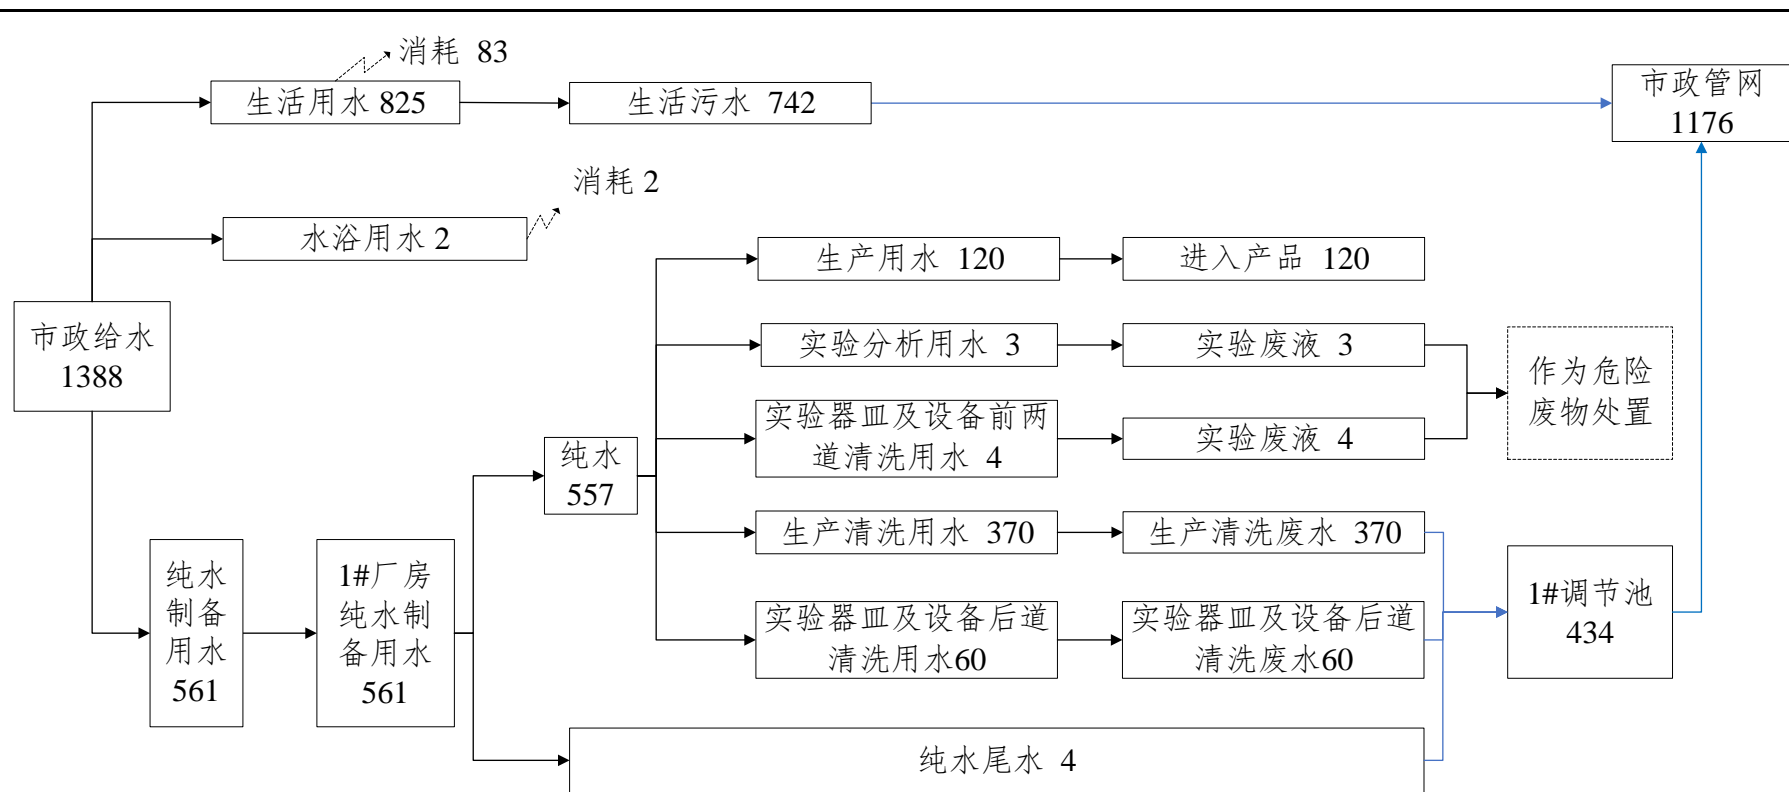 消耗 83
生活用水 825
生活污水 742
市政管网
1176
消耗 2
水浴用水 2
市政给水
1388
生产用水 120
进入产品 120
实验分析用水 3
实验废液 3
作为危险
废物处置
实验器皿及设备前两
道清洗用水 4
实验废液 4
纯水
557
生产清洗用水 370
生产清洗废水 370
纯水
制备
用水
561
1#厂房
纯水制
备用水
561
实验器皿及设备后道
清洗用水60
实验器皿及设备后道
清洗废水60
1#调节池
434
纯水尾水 4